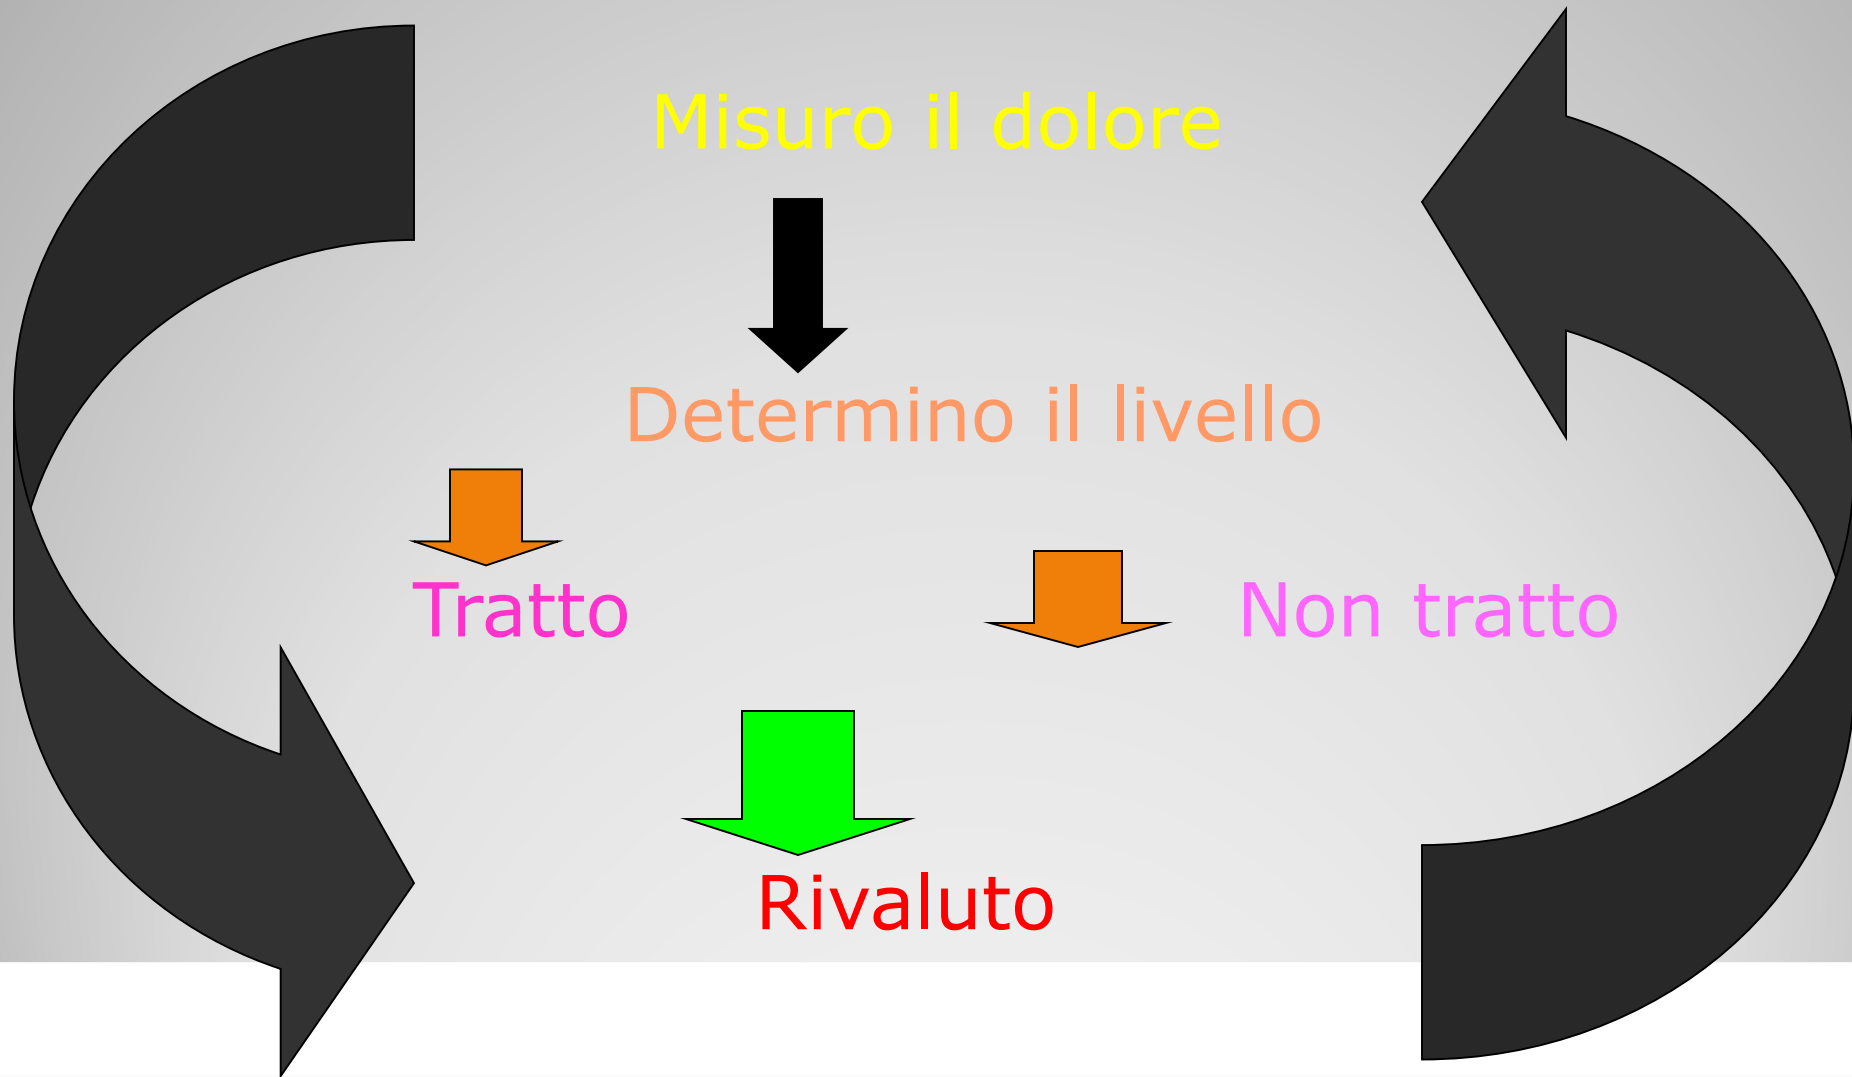 Misuro il dolore
Determino il livello
Tratto Non tratto
Rivaluto